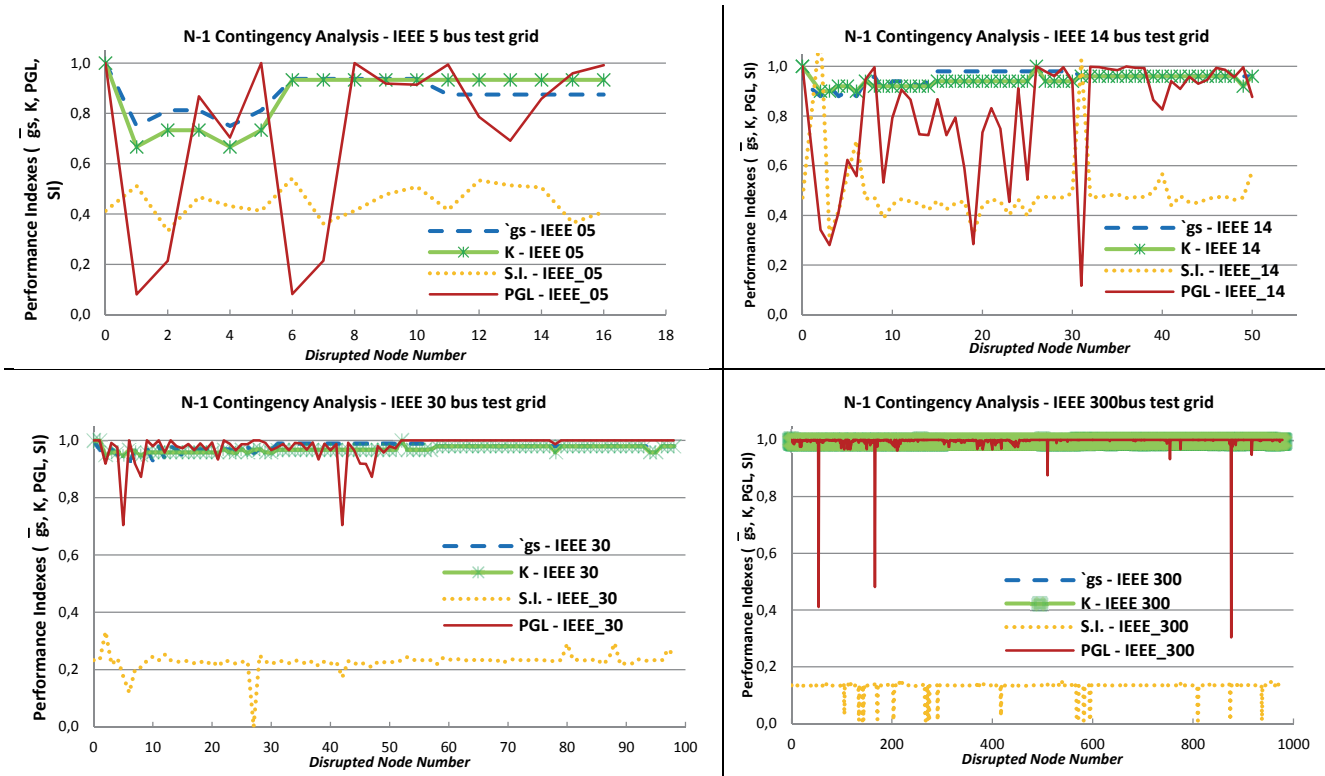 N-1 Contingency Analysis - IEEE 5 bus test grid
Performance Indexes ( gs, K, PGL, SI)
1,0
0,8
0,6
0,4
0,2
0,0
`gs - IEEE 05
K - IEEE 05
S.I. - IEEE_05
PGL - IEEE_05
0 2 4 6 8 10 12 14 16 18
Disrupted Node Number
N-1 Contingency Analysis - IEEE 14 bus test grid
Performance Indexes ( gs, K, PGL, SI)
1,0
0,8
0,6
0,4
0,2
0,0
`gs - IEEE 14
K - IEEE 14
S.I. - IEEE_14
PGL - IEEE_14
0 10 20 30 40 50
Disrupted Node Number
N-1 Contingency Analysis - IEEE 30 bus test grid
Performance Indexes ( gs, K, PGL, SI)
1,0
0,8
0,6
0,4
0,2
0,0
`gs - IEEE 30
K - IEEE 30
S.I. - IEEE_30
PGL - IEEE_30
0 10 20 30 40 50 60 70 80 90 100
Disrupted Node Number
N-1 Contingency Analysis - IEEE 300bus test grid
Performance Indexes ( gs, K, PGL, SI)
1,0
0,8
0,6
0,4
0,2
0,0
`gs - IEEE 300
K - IEEE 300
S.I. - IEEE_300
PGL - IEEE_300
0 200 400 600 800 1000
Disrupted Node Number